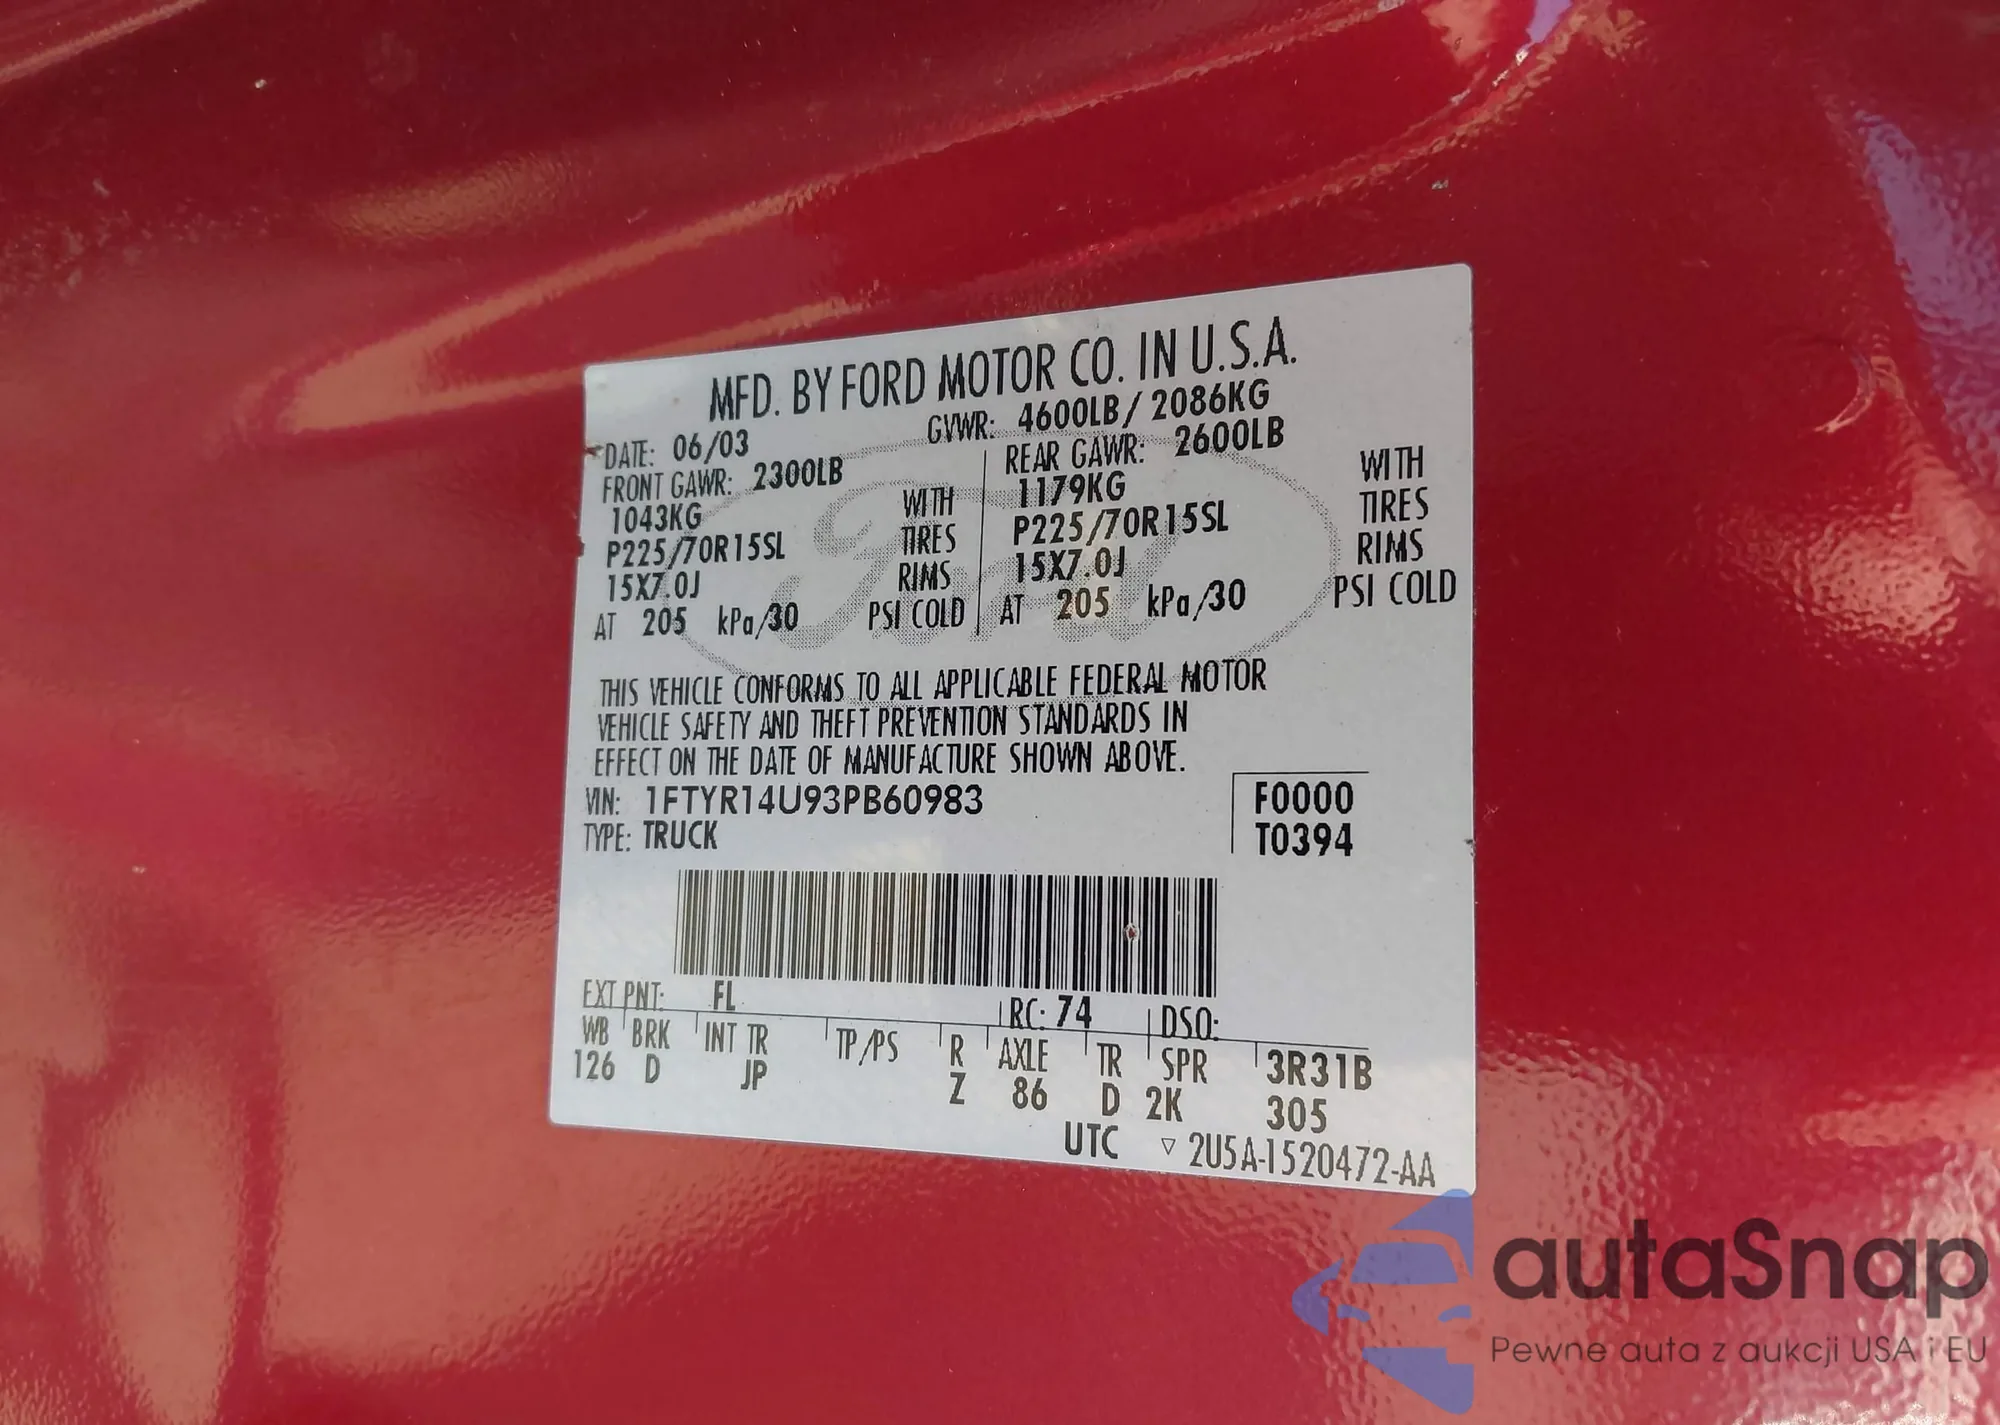 MFD. BY FORD MOTOR CO. IN U.S.A.
DATE: 06/03 GVWR: 4600LB/ 2086KG
FRONT GAWR: 2300LB REAR GAWR: 2600LB
1043KG WITH 1179KG WITH
P225/70R15SL TIRES P225/70R15SL TIRES
15X7.0J RIMS 15X7.0J RIMS
AT 205 kPa/30 PSI COLD AT 205 kPa/30 PSI COLD
Ford
THIS VEHICLE CONFORMS TO ALL APPLICABLE FEDERAL MOTOR
VEHICLE SAFETY AND THEFT PREVENTION STANDARDS IN
EFFECT ON THE DATE OF MANUFACTURE SHOWN ABOVE.
VIN: 1FTYR14U93PB60983 F0000
TYPE: TRUCK T0394
EXT PNT: FL RC: 74 DSO:
WB BRK INT TR TP/PS R AXLE TR SPR 3R31B
126 D JP Z 86 D 2K 305
UTC ▽ 2U5A-1520472-AA
autaSnap
Pewne auta z aukcji USA i EU